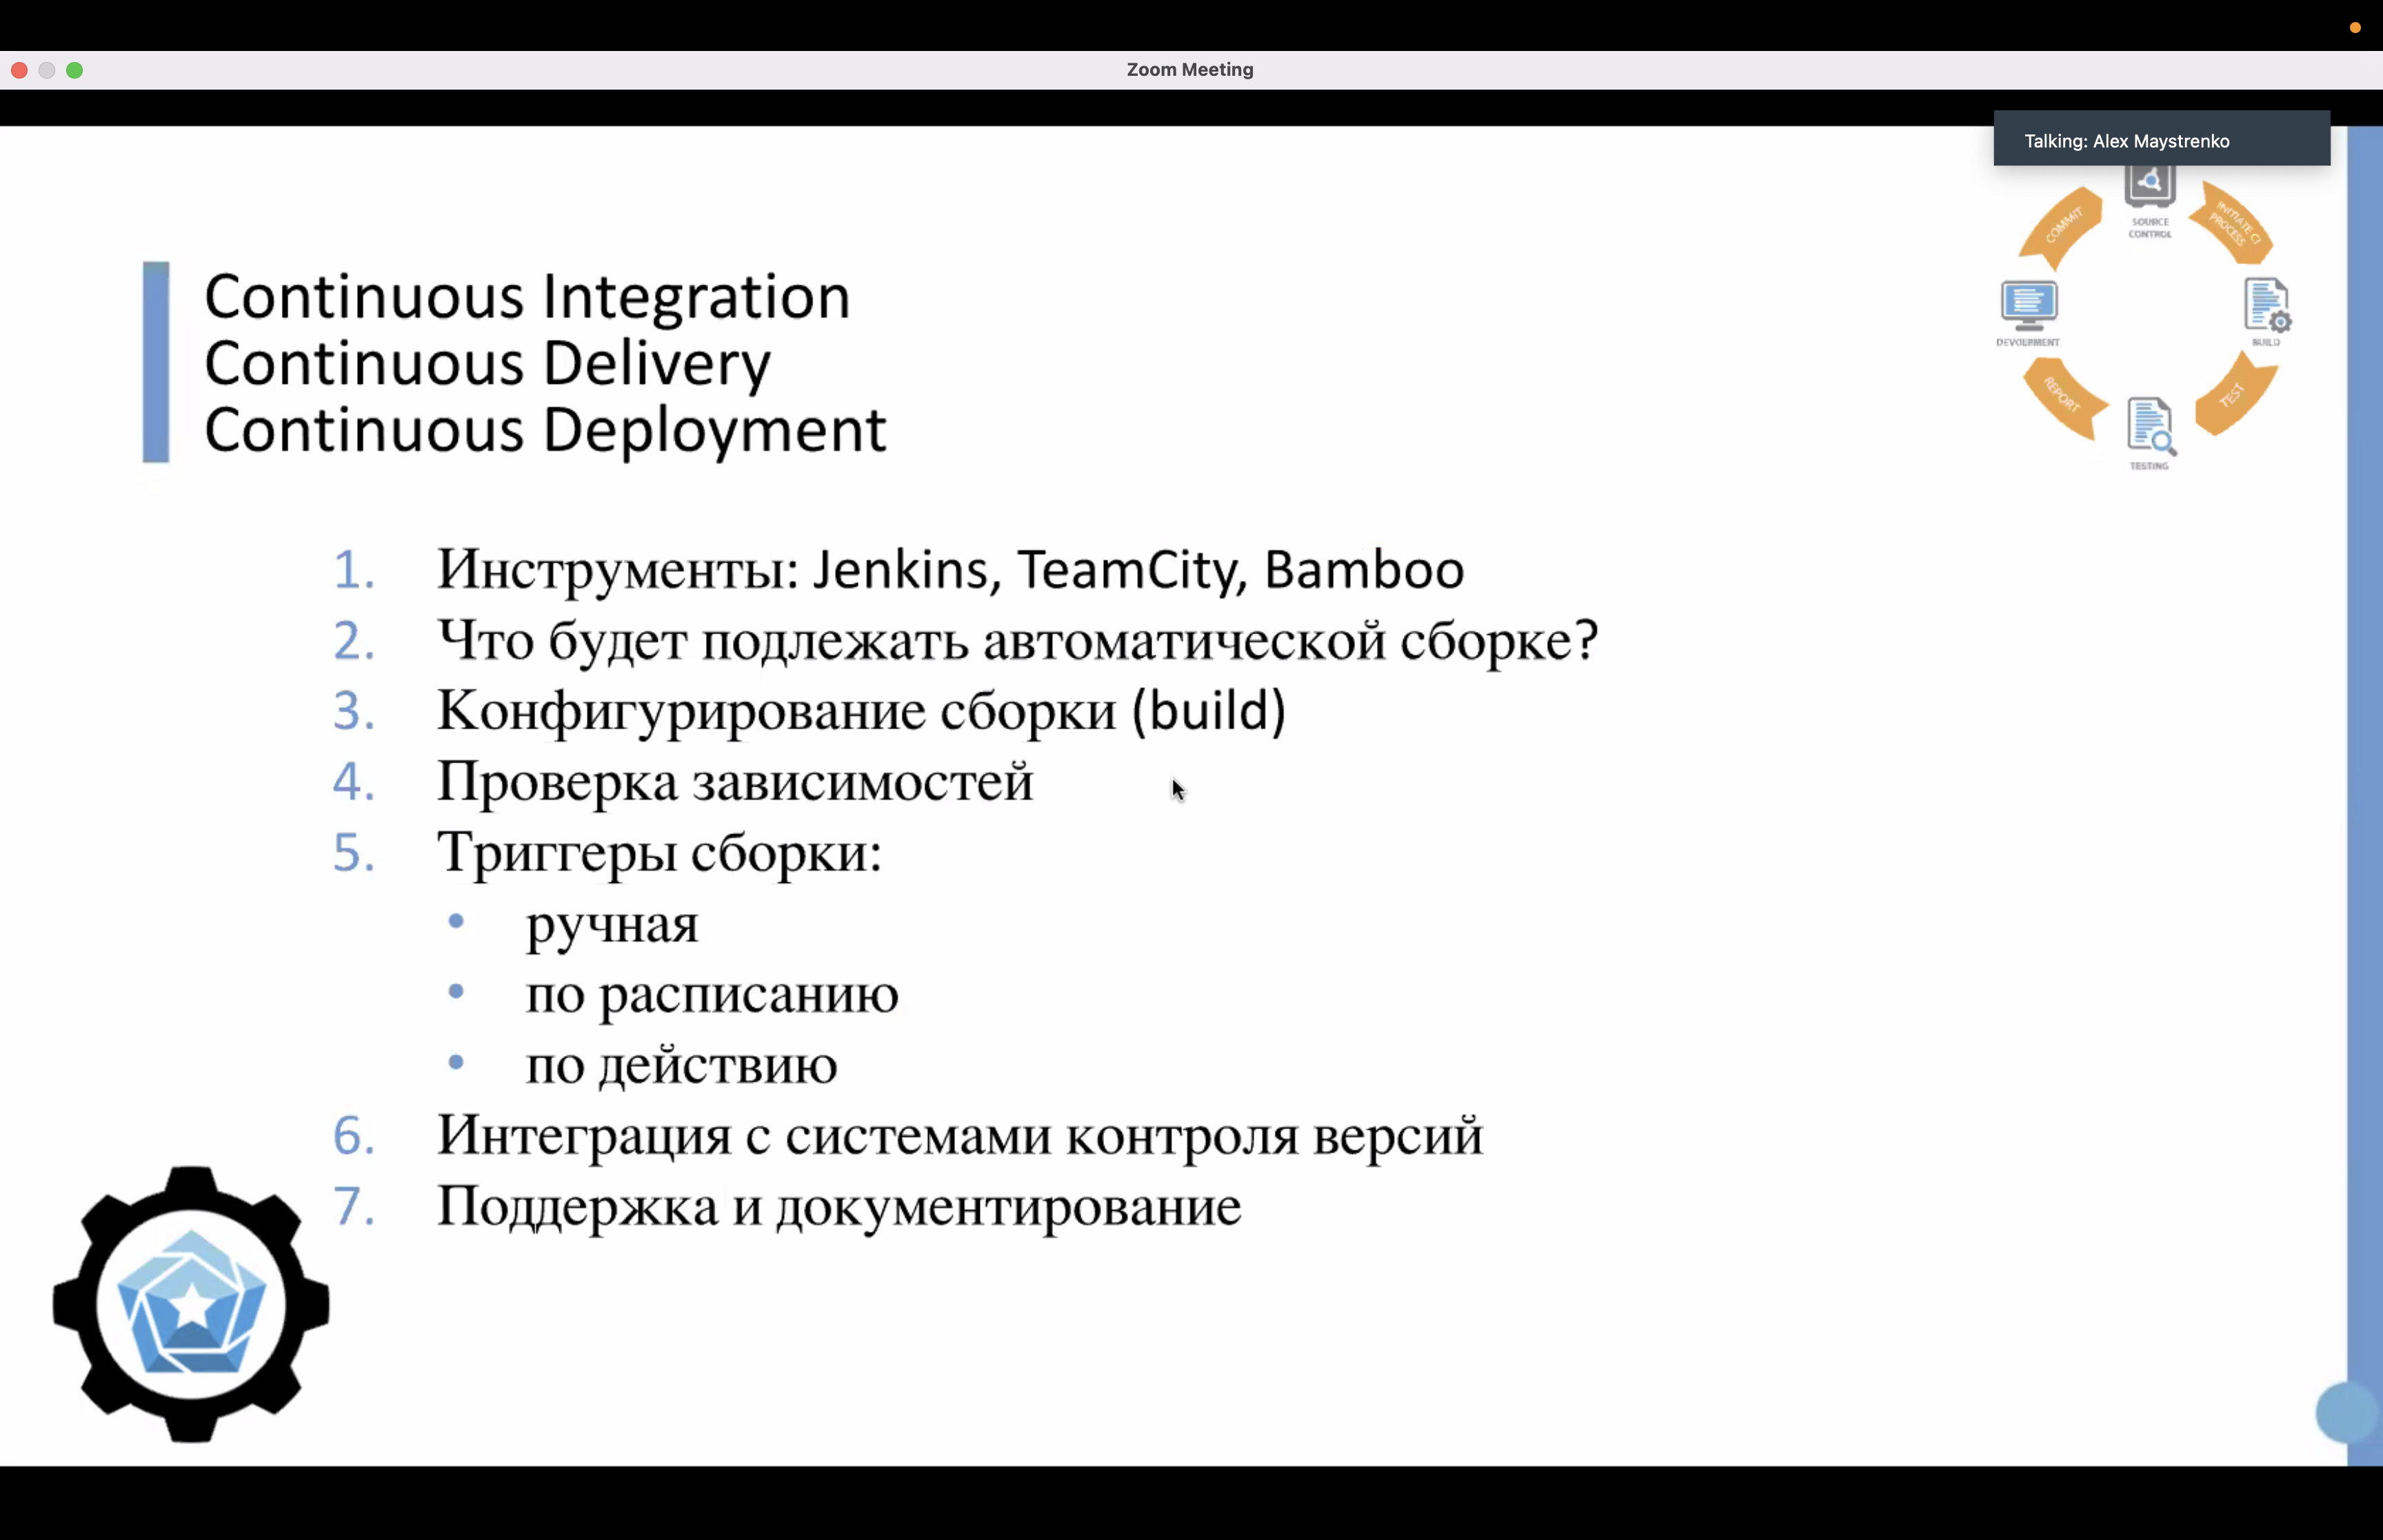 Zoom Meeting
Talking: Alex Maystrenko
Continuous Integration
Continuous Delivery
Continuous Deployment
COMMIT
SOURCE
CONTROL
INITIATE CI
PROCESS
DEVOLPMENT
BUILD
REPORT
TEST
TESTING
1. Инструменты: Jenkins, TeamCity, Bamboo
2. Что будет подлежать автоматической сборке?
3. Конфигурирование сборки (build)
4. Проверка зависимостей
5. Триггеры сборки:
• ручная
• по расписанию
• по действию
6. Интеграция с системами контроля версий
7. Поддержка и документирование